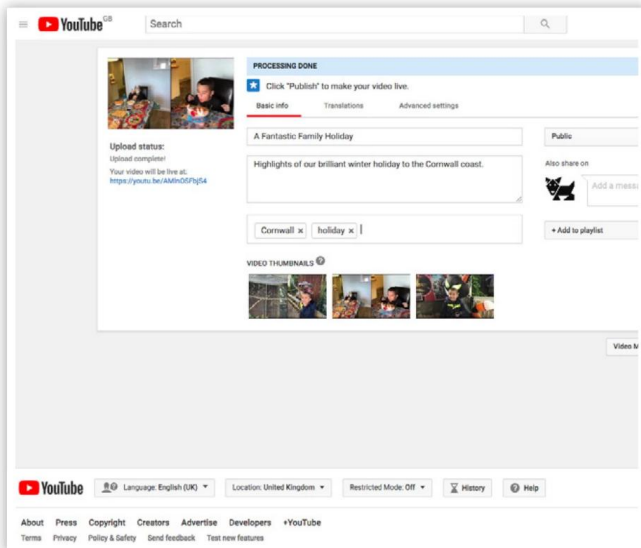 YouTube GB
Search
PROCESSING DONE
Click "Publish" to make your video live.
Basic info Translations Advanced settings
Upload status:
Upload complete!
Your video will be live at:
A Fantastic Family Holiday
Highlights of our brilliant winter holiday to the Cornwall coast.
Cornwall × holiday ×
Public
Also share on
Add a messa
+ Add to playlist
VIDEO THUMBNAILS
Video M
YouTube Language: English (UK) Location: United Kingdom Restricted Mode: Off History Help
About Press Copyright Creators Advertise Developers +YouTube
Terms Privacy Policy & Safety Send feedback Test new features